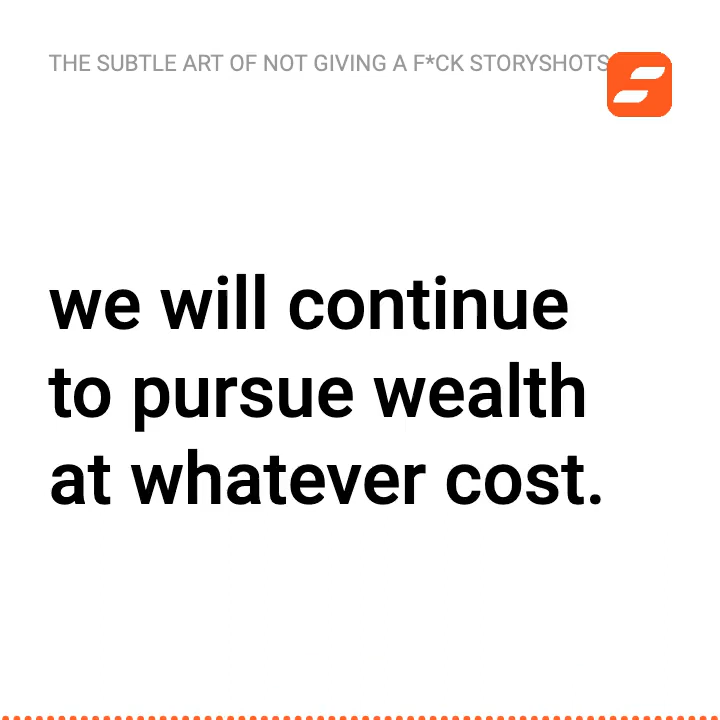 THE SUBTLE ART OF NOT GIVING A F*CK STORYSHOTS
we will continue
to pursue wealth
at whatever cost.